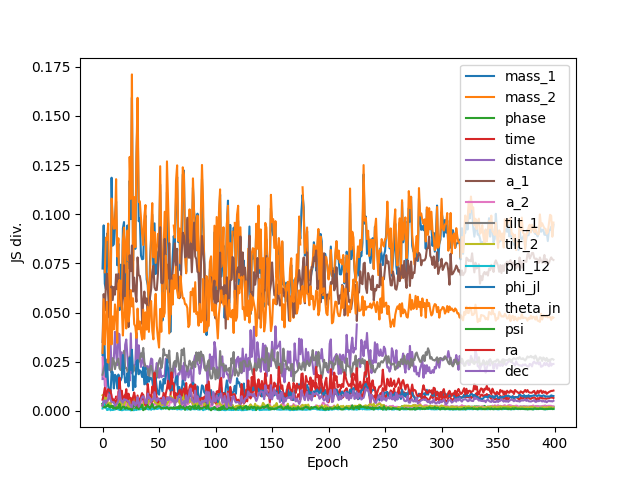 0.175
0.150
0.125
0.100
0.075
0.050
0.025
0.000
JS div.
0 50 100 150 200 250 300 350 400
Epoch
mass_1
mass_2
phase
time
distance
a_1
a_2
tilt_1
tilt_2
phi_12
phi_jl
theta_jn
psi
ra
dec